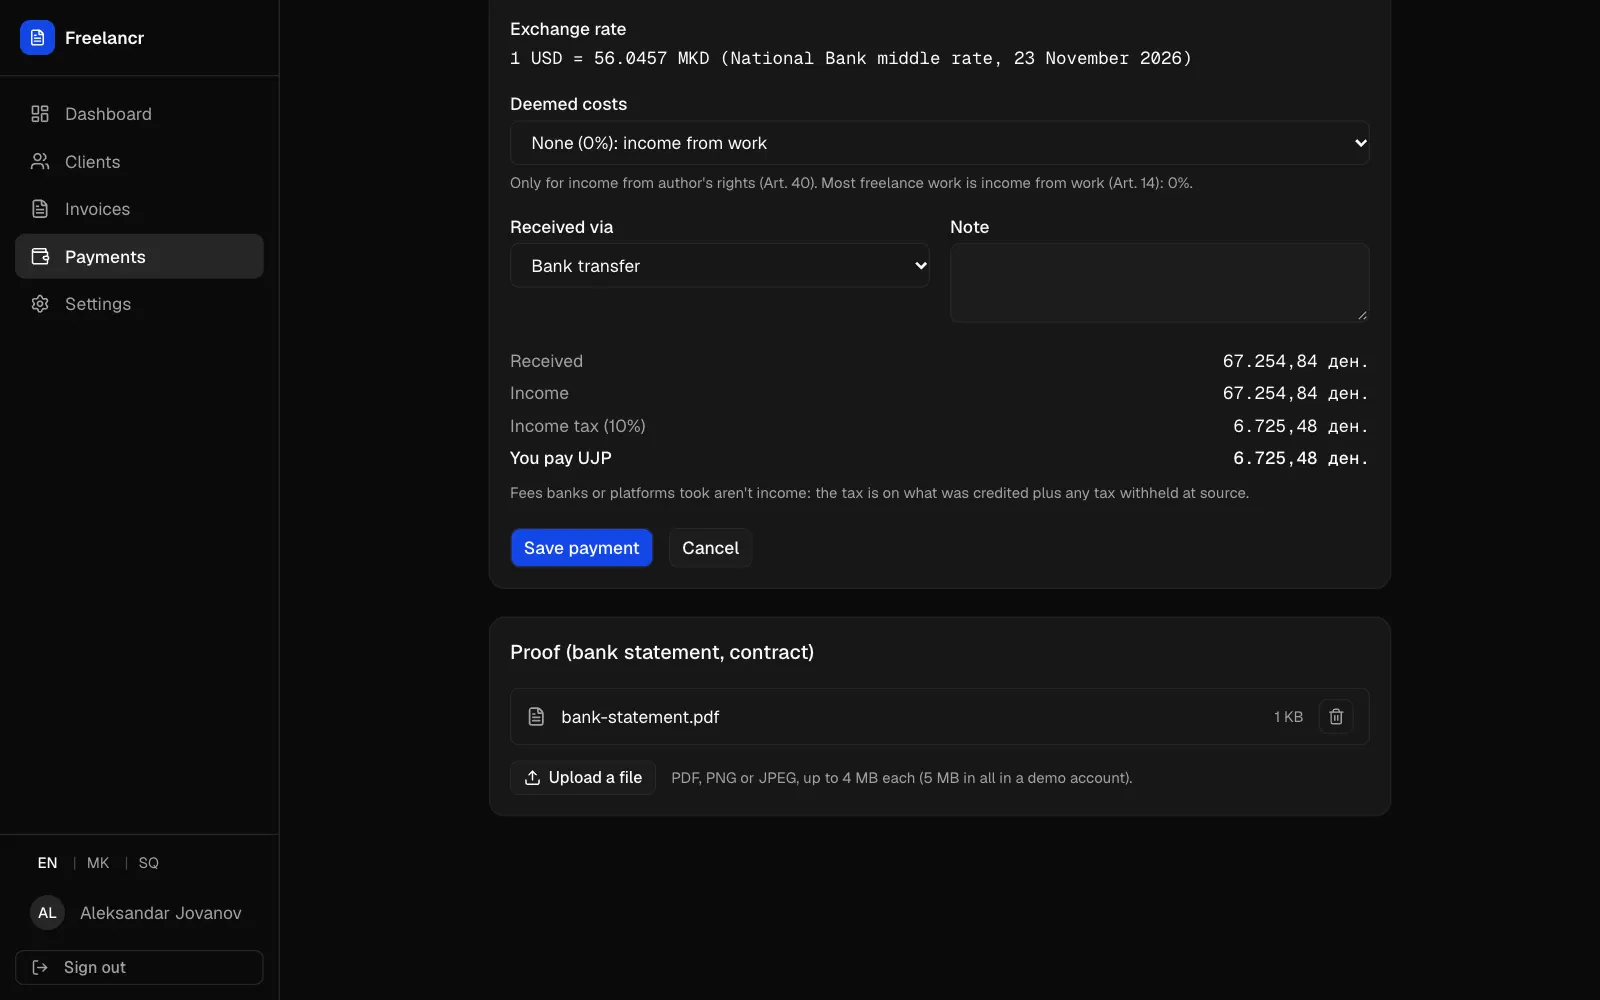 Freelancr
Dashboard
Clients
Invoices
Payments
Settings
EN | MK | SQ
AL Aleksandar Jovanov
Sign out
Exchange rate
1 USD = 56.0457 MKD (National Bank middle rate, 23 November 2026)
Deemed costs
None (0%): income from work
Only for income from author's rights (Art. 40). Most freelance work is income from work (Art. 14): 0%.
Received via
Bank transfer
Note
Received 67.254,84 ден.
Income 67.254,84 ден.
Income tax (10%) 6.725,48 ден.
You pay UJP 6.725,48 ден.
Fees banks or platforms took aren't income: the tax is on what was credited plus any tax withheld at source.
Save payment Cancel
Proof (bank statement, contract)
bank-statement.pdf 1 KB
Upload a file PDF, PNG or JPEG, up to 4 MB each (5 MB in all in a demo account).